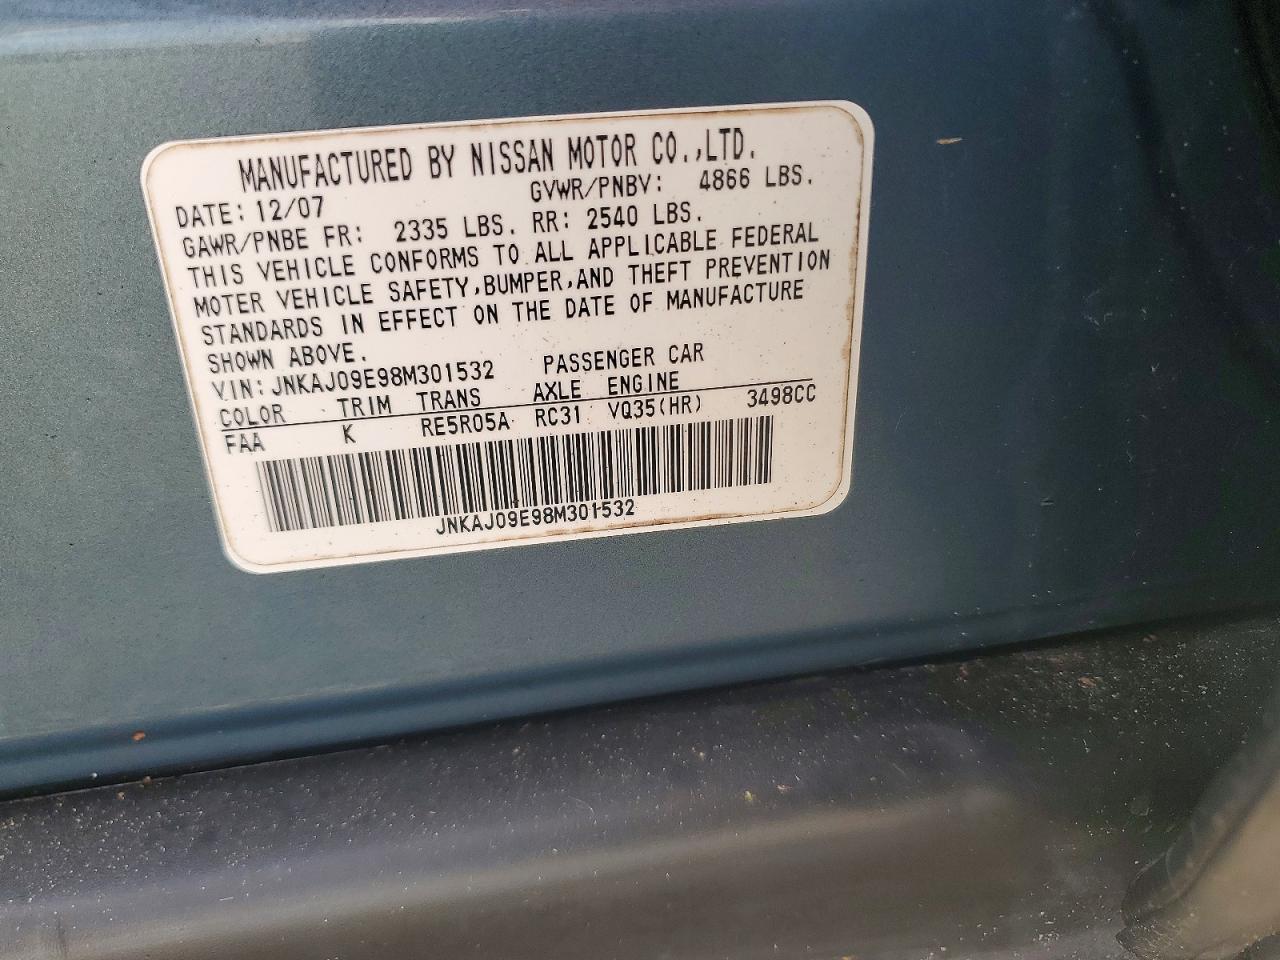 MANUFACTURED BY NISSAN MOTOR CO.,LTD.
DATE: 12/07 GVWR/PNBV: 4866 LBS.
GAWR/PNBE FR: 2335 LBS. RR: 2540 LBS.
THIS VEHICLE CONFORMS TO ALL APPLICABLE FEDERAL
MOTER VEHICLE SAFETY,BUMPER,AND THEFT PREVENTION
STANDARDS IN EFFECT ON THE DATE OF MANUFACTURE
SHOWN ABOVE.
VIN: JNKAJ09E98M301532 PASSENGER CAR
COLOR TRIM TRANS AXLE ENGINE
FAA K RE5R05A RC31 VQ35(HR) 3498CC
JNKAJ09E98M301532